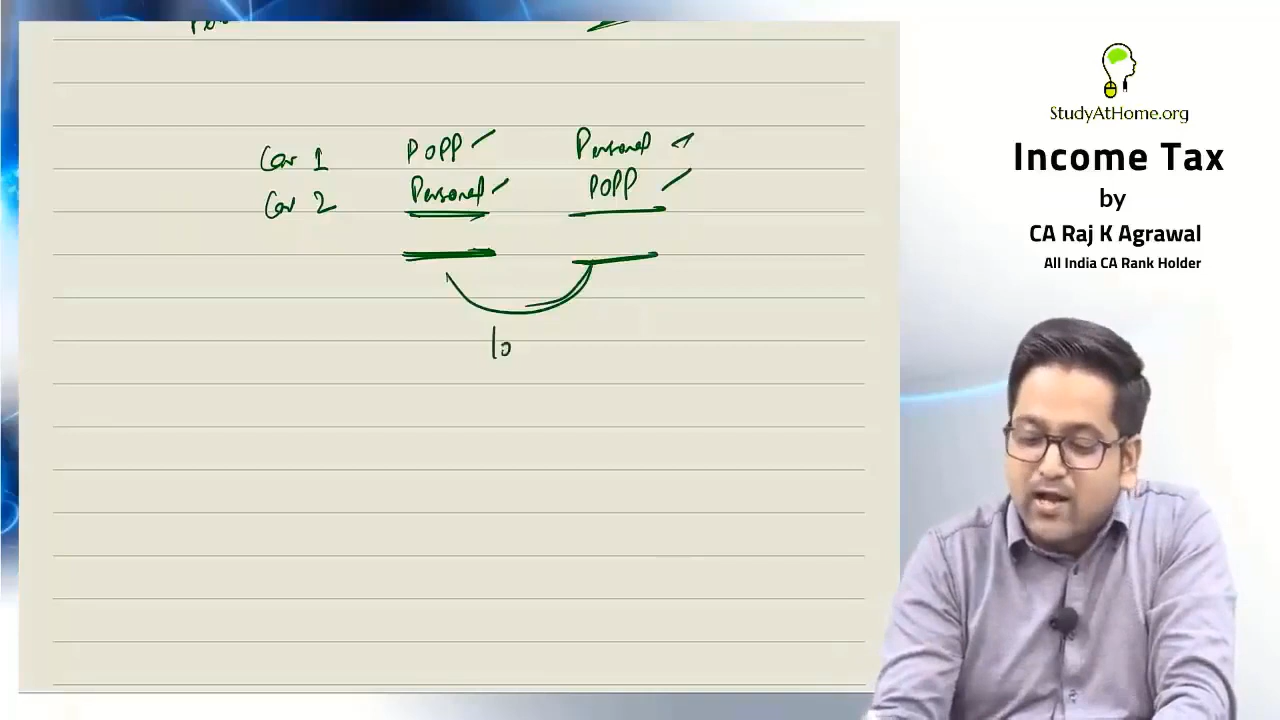 Car 1 POPP Personal
Car 2 Personal POPP
lo
StudyAtHome.org
Income Tax
by
CA Raj K Agrawal
All India CA Rank Holder